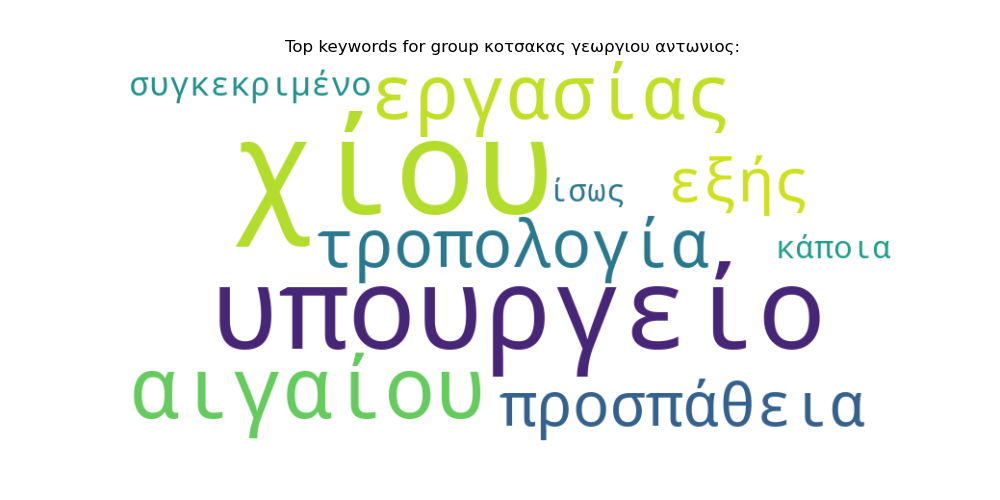 Top keywords for group κοτσακας γεωργιου αντωνιος:
συγκεκριμένο εργασίας
χίου ίσως εξής
τροπολογία κάποια
υπουργείο
αιγαίου προσπάθεια